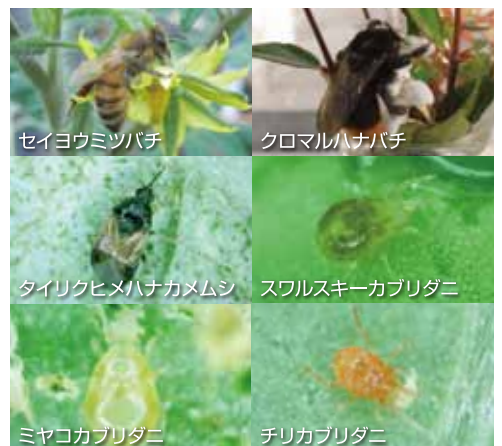 セイヨウミツバチ
クロマルハナバチ
タイリクヒメハナカメムシ
スワルスキーカブリダニ
ミヤコカブリダニ
チリカブリダニ